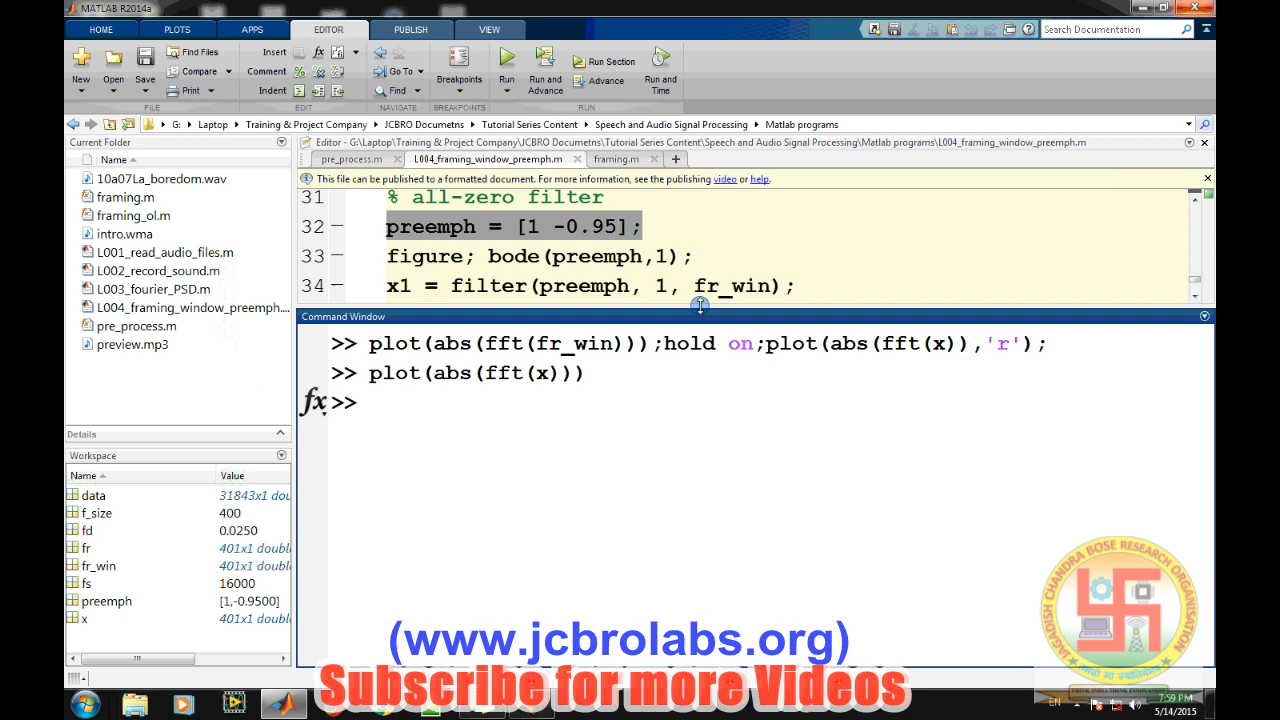 MATLAB R2014a
HOME PLOTS APPS EDITOR PUBLISH VIEW
Search Documentation
New Open Save Find Files Compare Print
Insert Comment Indent
Go To Find
Breakpoints
Run Run and Advance Run Section Advance Run and Time
FILE EDIT NAVIGATE BREAKPOINTS RUN
G: Laptop Training & Project Company JCBRO Documetns Tutorial Series Content Speech and Audio Signal Processing Matlab programs
Current Folder
Name
10a07La_boredom.wav
framing.m
framing_ol.m
intro.wma
L001_read_audio_files.m
L002_record_sound.m
L003_fourier_PSD.m
L004_framing_window_preemph....
pre_process.m
preview.mp3
Details
Workspace
Name Value
data 31843x1 dou
f_size 400
fd 0.0250
fr 401x1 double
fr_win 401x1 double
fs 16000
preemph [1,-0.9500]
x 401x1 double
Editor - G:\Laptop\Training & Project Company\JCBRO Documetns\Tutorial Series Content\Speech and Audio Signal Processing\Matlab programs\L004_framing_window_preemph.m
pre_process.m L004_framing_window_preemph.m framing.m
This file can be published to a formatted document. For more information, see the publishing video or help.
31 % all-zero filter
32 preemph = [1 -0.95];
33 figure; bode(preemph,1);
34 x1 = filter(preemph, 1, fr_win);
Command Window
>> plot(abs(fft(fr_win)));hold on;plot(abs(fft(x)),'r');
>> plot(abs(fft(x)))
fx >>
(www.jcbrolabs.org)
Subscribe for more Videos
JAGADISH CHANDRA BOSE RESEARCH ORGANISATION
THINK INDIA THINK INNOVATION
EN
7:59 PM
5/14/2015